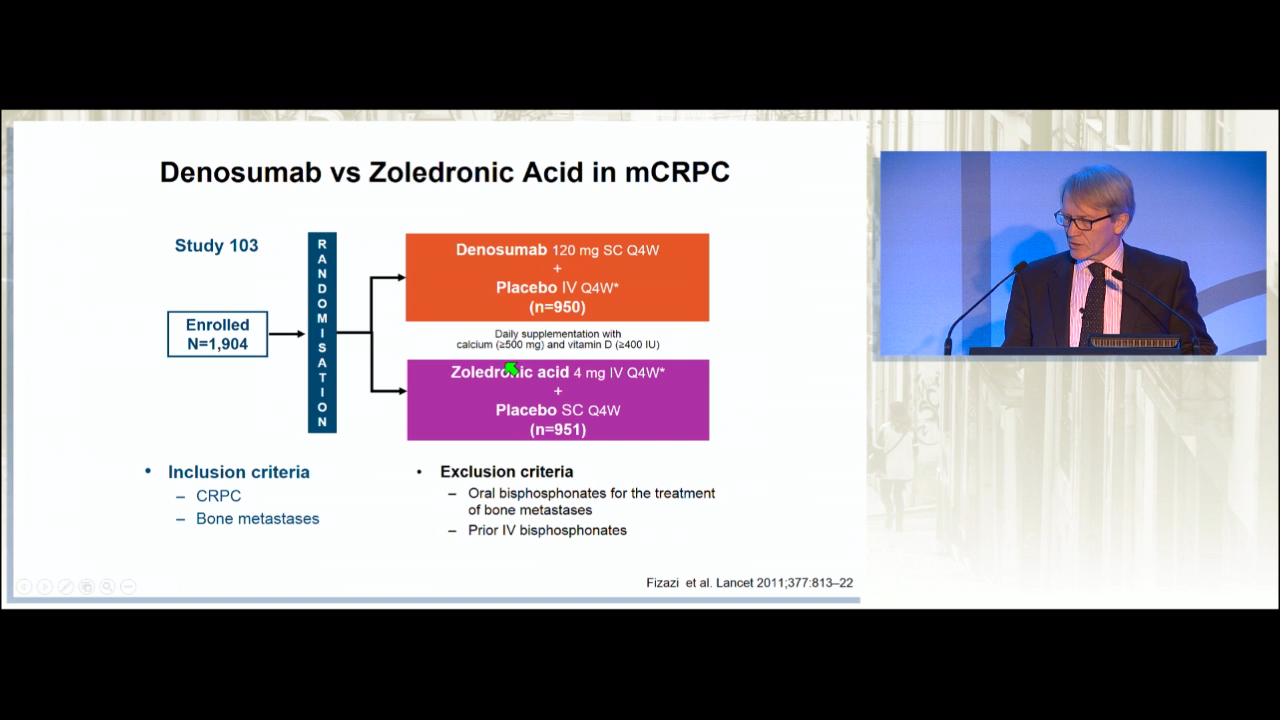 Denosumab vs Zoledronic Acid in mCRPC
Study 103
Enrolled
N=1,904
RANDOMISATION
Denosumab 120 mg SC Q4W
+
Placebo IV Q4W*
(n=950)
Daily supplementation with
calcium (≥500 mg) and vitamin D (≥400 IU)
Zoledronic acid 4 mg IV Q4W*
+
Placebo SC Q4W
(n=951)
• Inclusion criteria
– CRPC
– Bone metastases
• Exclusion criteria
– Oral bisphosphonates for the treatment
of bone metastases
– Prior IV bisphosphonates
Fizazi et al. Lancet 2011;377:813–22